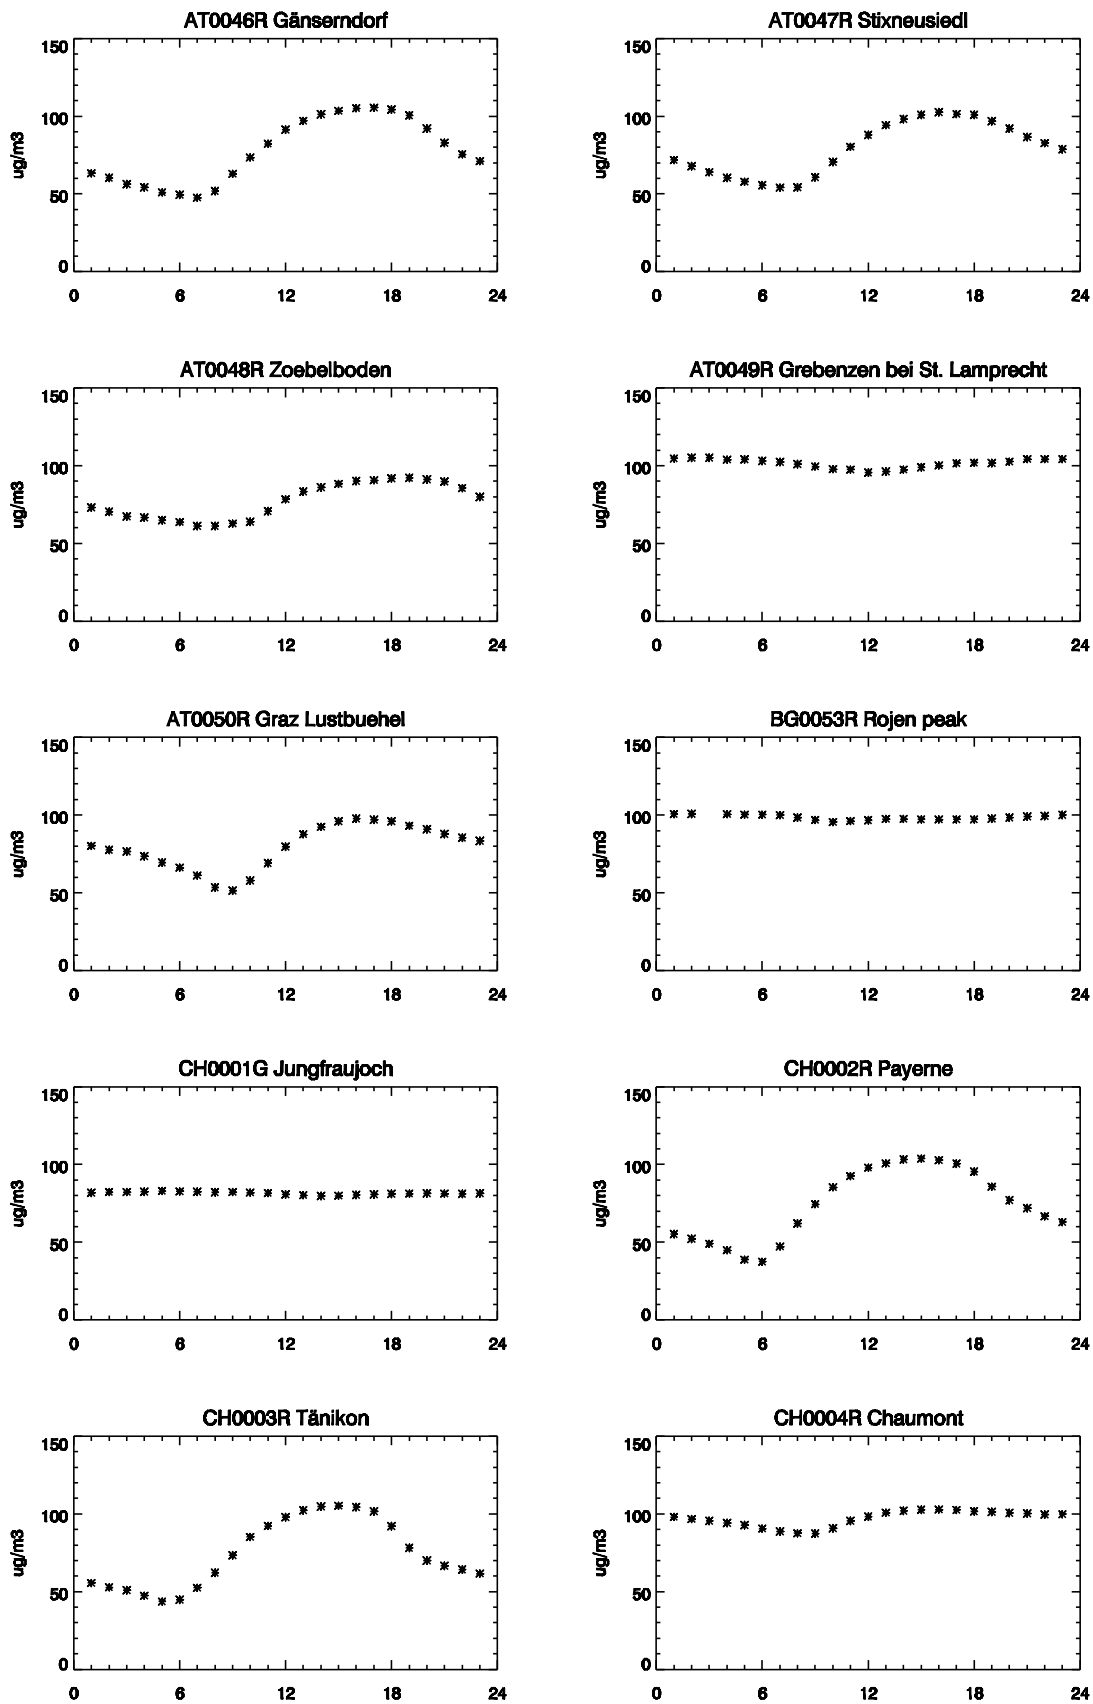 AT0046R Gänserndorf
150
100
50
0
ug/m3
0 6 12 18 24
AT0047R Stixneusiedl
150
100
50
0
ug/m3
0 6 12 18 24
AT0048R Zoebelboden
150
100
50
0
ug/m3
0 6 12 18 24
AT0049R Grebenzen bei St. Lamprecht
150
100
50
0
ug/m3
0 6 12 18 24
AT0050R Graz Lustbuehel
150
100
50
0
ug/m3
0 6 12 18 24
BG0053R Rojen peak
150
100
50
0
ug/m3
0 6 12 18 24
CH0001G Jungfraujoch
150
100
50
0
ug/m3
0 6 12 18 24
CH0002R Payerne
150
100
50
0
ug/m3
0 6 12 18 24
CH0003R Tänikon
150
100
50
0
ug/m3
0 6 12 18 24
CH0004R Chaumont
150
100
50
0
ug/m3
0 6 12 18 24